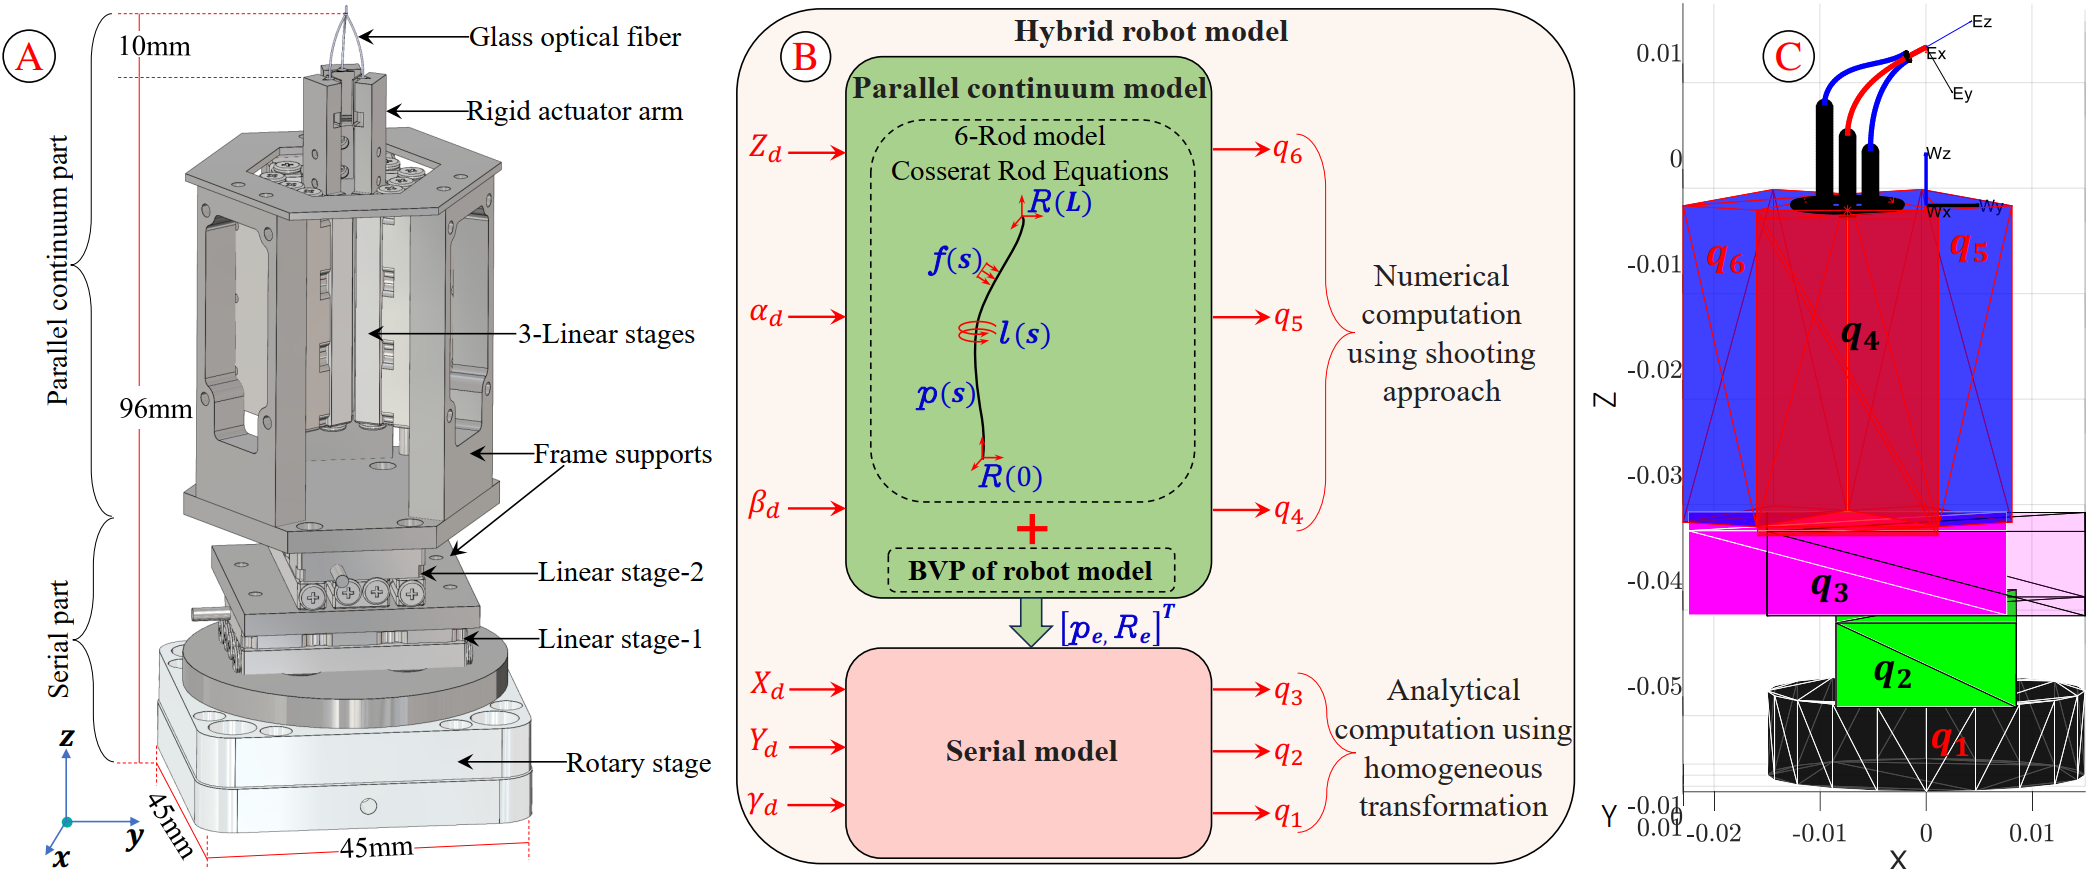 A
10mm
Glass optical fiber
Rigid actuator arm
Parallel continuum part
3-Linear stages
96mm
Frame supports
Linear stage-2
Linear stage-1
Serial part
Rotary stage
z
y
x
45mm
45mm
B
Hybrid robot model
Parallel continuum model
6-Rod model
Cosserat Rod Equations
R(L)
f(s)
l(s)
p(s)
R(0)
+
BVP of robot model
Z_d
α_d
β_d
q_6
q_5
q_4
Numerical
computation
using shooting
approach
[p_e, R_e]^T
X_d
Y_d
γ_d
Serial model
q_3
q_2
q_1
Analytical
computation using
homogeneous
transformation
C
Ez
Ex
Ey
Wz
Wx
Wy
q_6
q_5
q_4
q_3
q_2
q_1
Z
0.01
0
-0.01
-0.02
-0.03
-0.04
-0.05
Y
-0.01
0
0.01
-0.02
-0.01
0
0.01
X